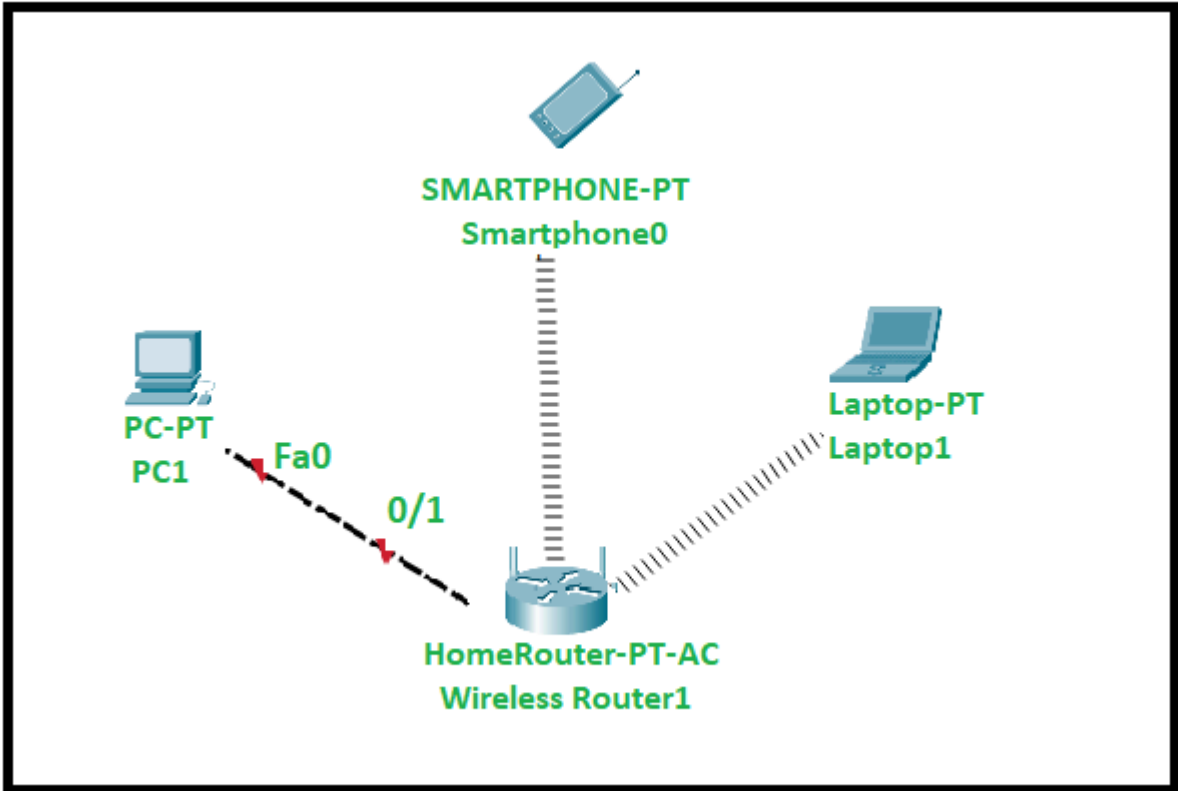 SMARTPHONE-PT
Smartphone0
PC-PT
PC1
Fa0
0/1
Laptop-PT
Laptop1
HomeRouter-PT-AC
Wireless Router1